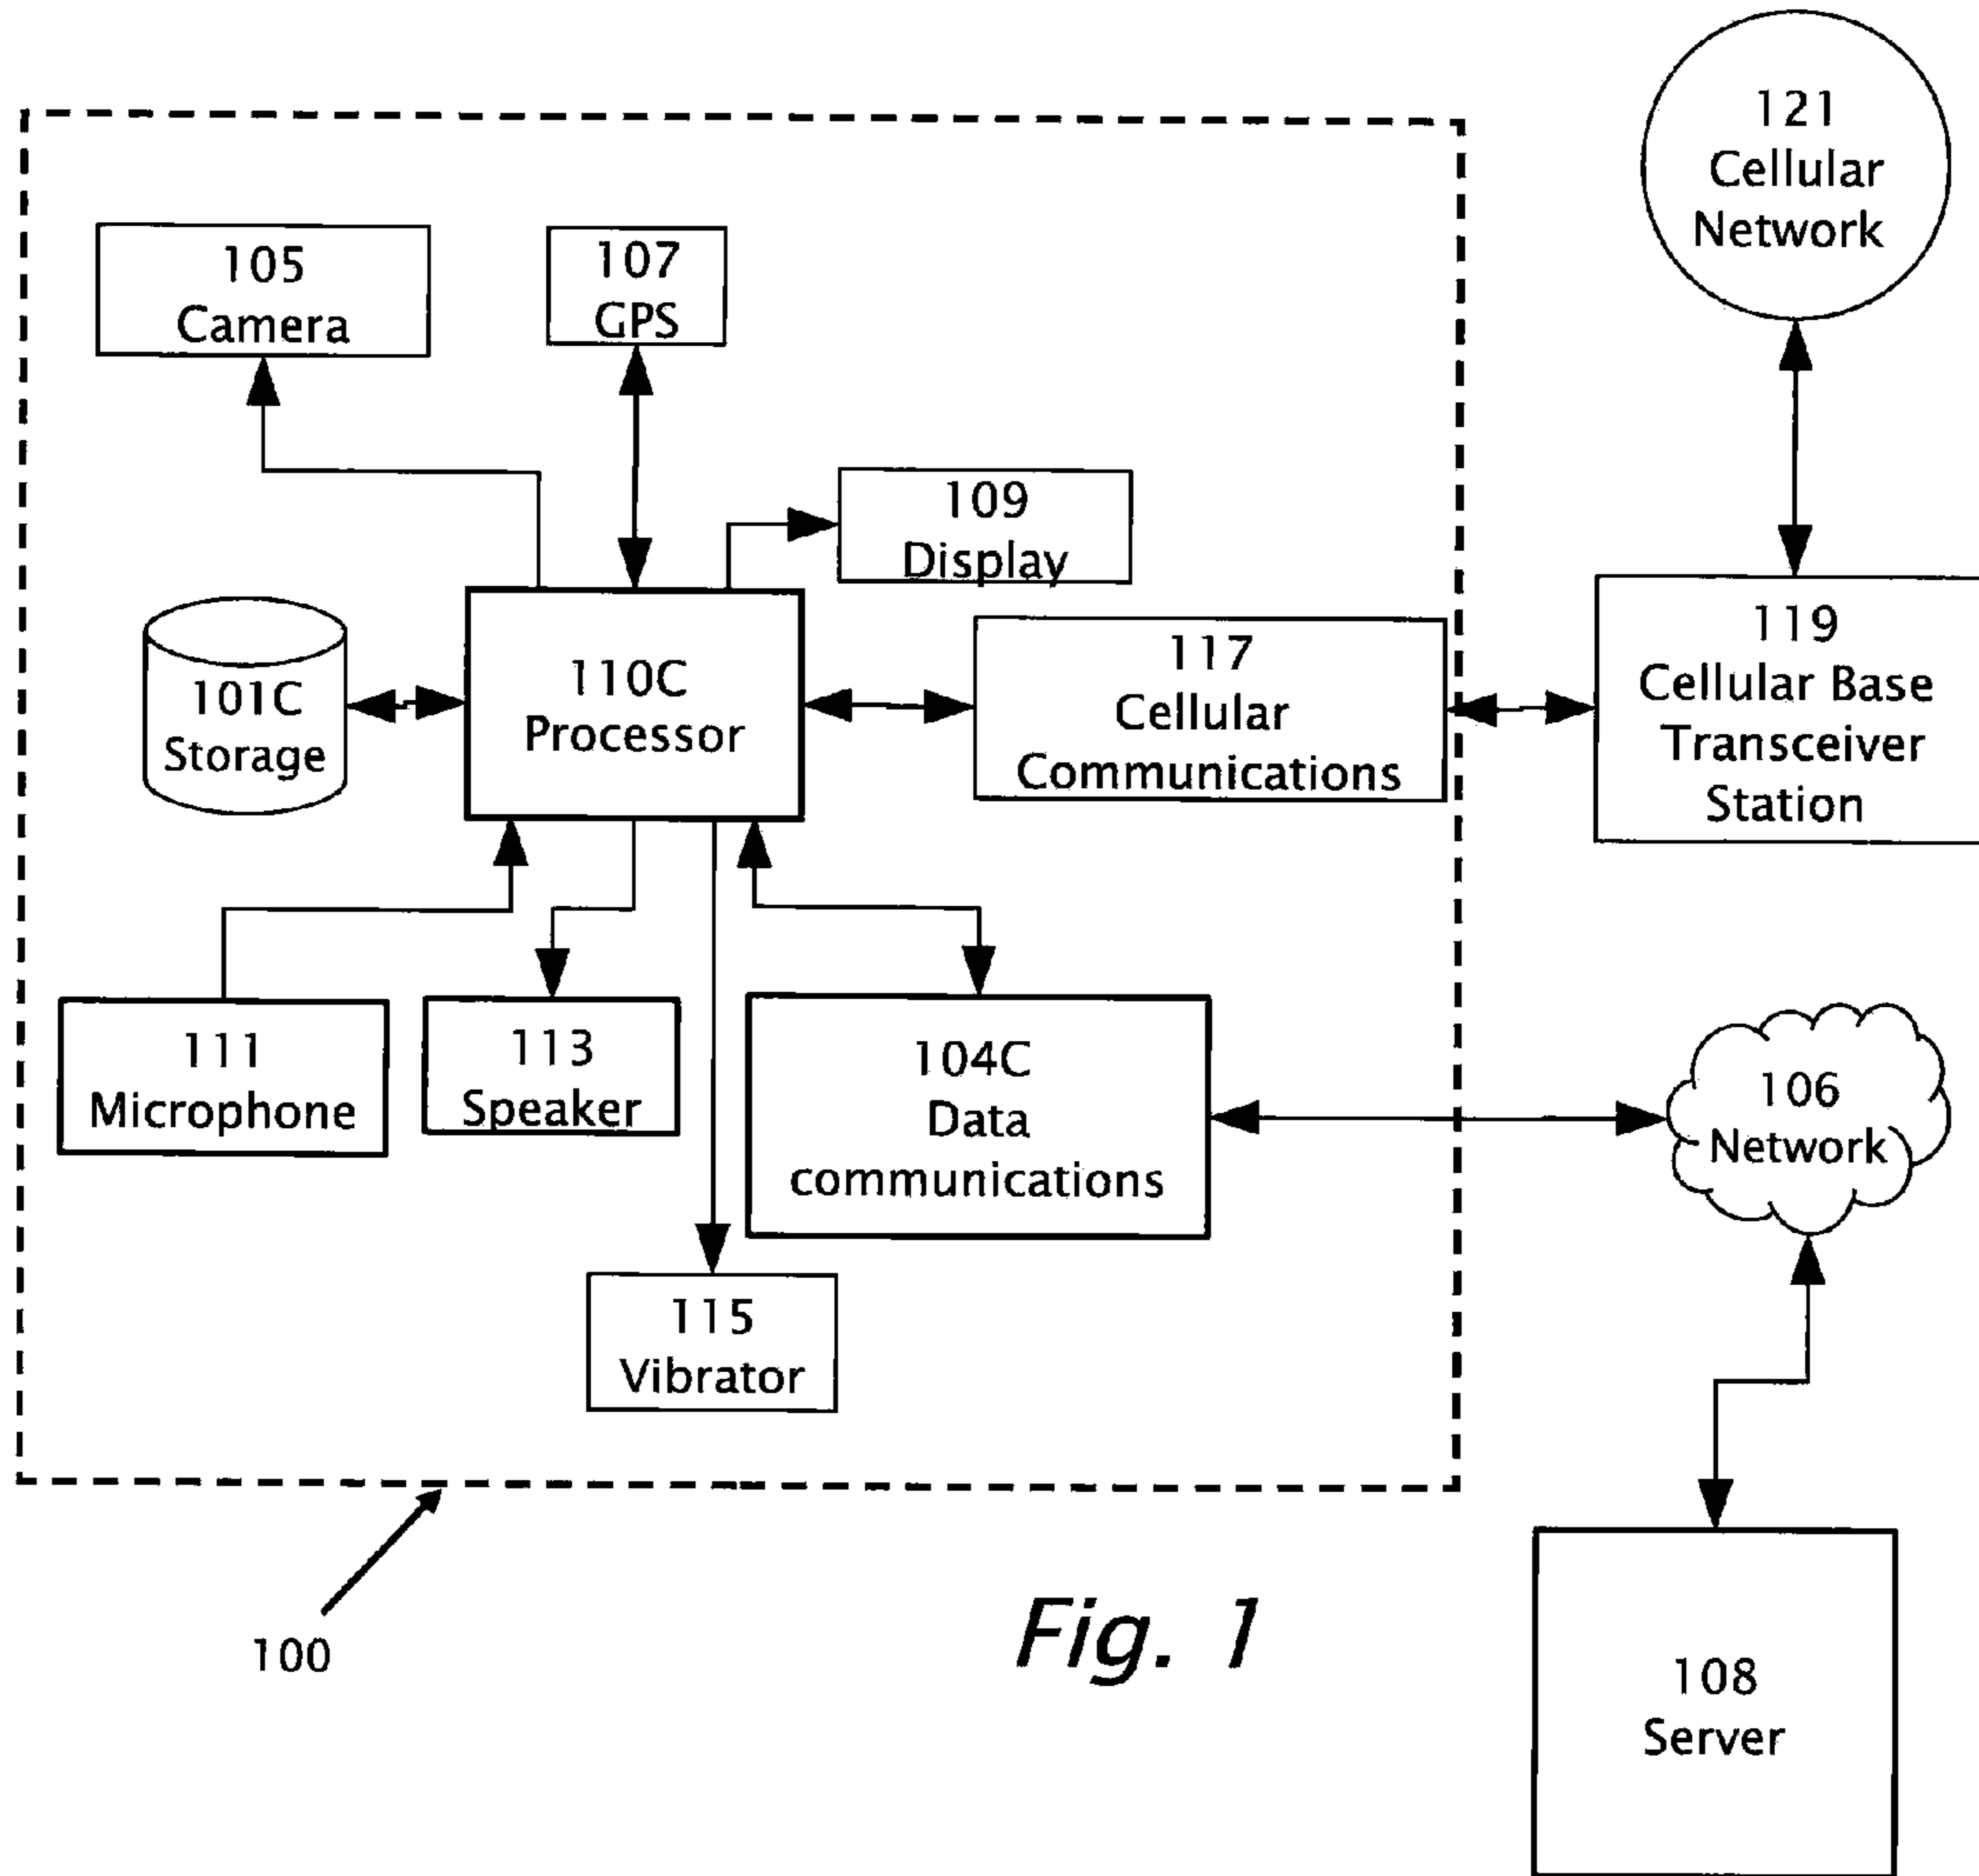 121
Cellular
Network
105
Camera
107
GPS
109
Display
101C
Storage
110C
Processor
117
Cellular
Communications
119
Cellular Base
Transceiver
Station
111
Microphone
113
Speaker
104C
Data
communications
106
Network
115
Vibrator
100
Fig. 1
108
Server